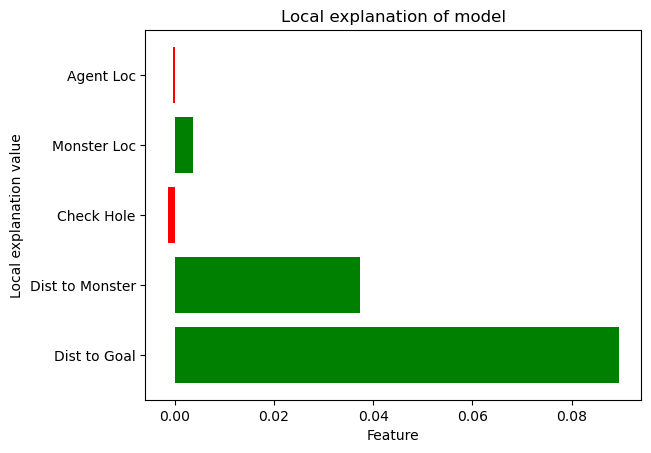 Local explanation of model
Agent Loc
Monster Loc
Check Hole
Dist to Monster
Dist to Goal
Local explanation value
0.00 0.02 0.04 0.06 0.08
Feature